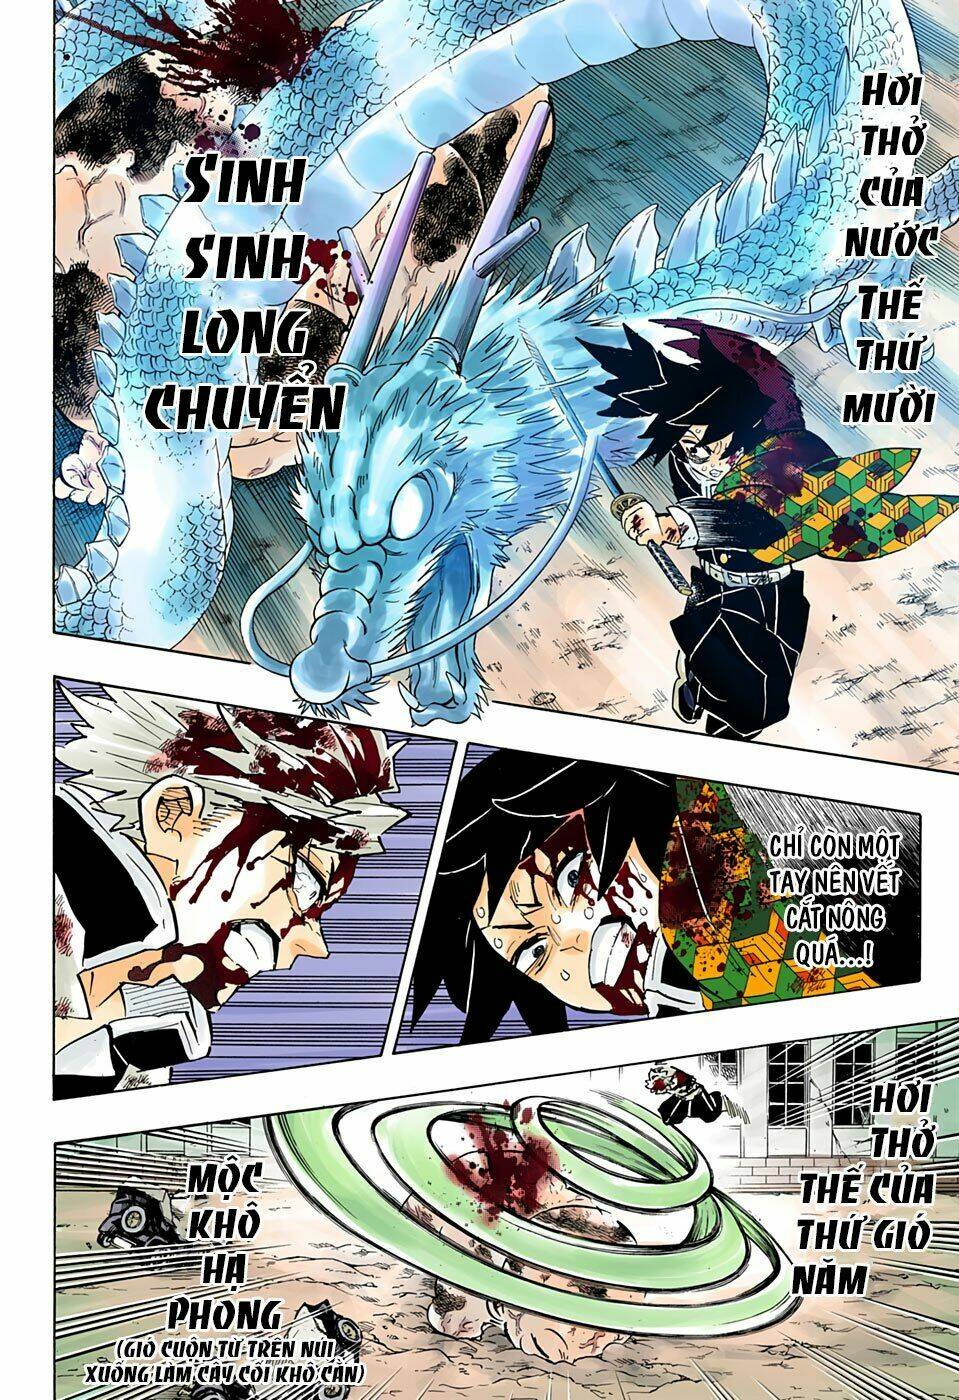 HƠI
THỞ
CỦA
NƯỚC
THẾ
THỨ
MƯỜI
SINH
SINH
LONG
CHUYỂN
CHỈ CÒN MỘT
TAY NÊN VẾT
CẮT NÔNG
QUÁ...!
HƠI
THỞ
THẾ CỦA
THỨ GIÓ
NĂM
MỘC
KHÔ
HẠ
PHONG
(GIÓ CUỘN TỪ TRÊN NÚI
XUỐNG LÀM CÂY CỐI KHÔ CẰN)